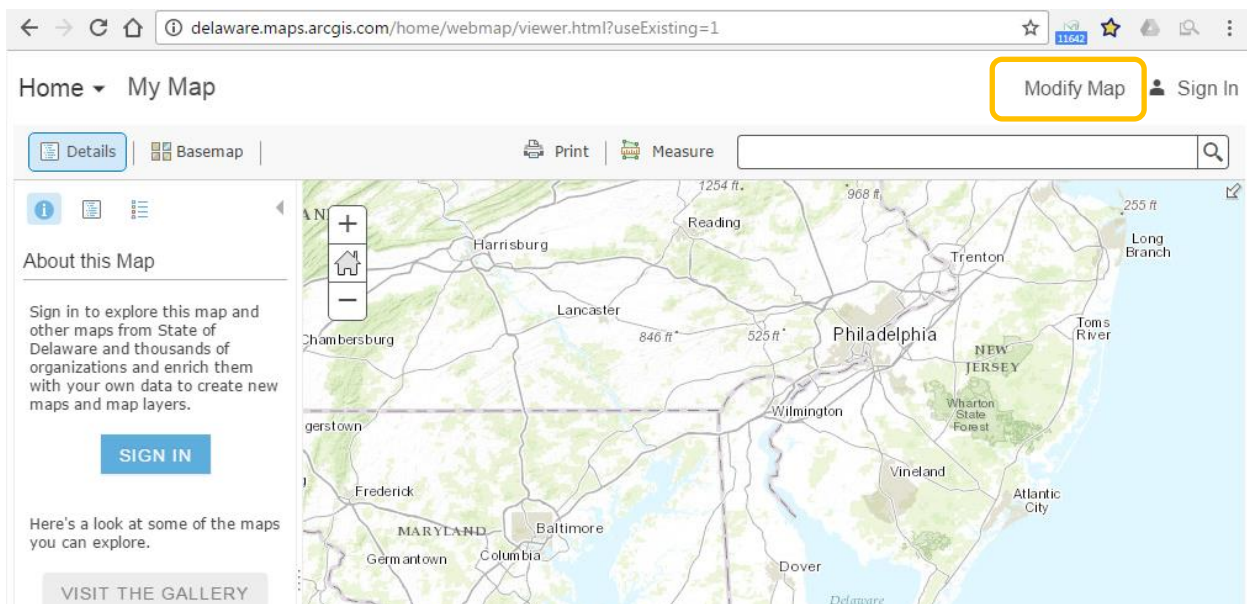 delaware.maps.arcgis.com/home/webmap/viewer.html?useExisting=1
11642
Home My Map
Modify Map Sign In
Details Basemap Print Measure
About this Map
Sign in to explore this map and
other maps from State of
Delaware and thousands of
organizations and enrich them
with your own data to create new
maps and map layers.
SIGN IN
Here's a look at some of the maps
you can explore.
VISIT THE GALLERY
1254 ft.
968 ft
255 ft
Reading
Long
Branch
Harrisburg
Trenton
Lancaster
Toms
River
Chambersburg
846 ft
525 ft
Philadelphia
NEW
JERSEY
Wharton
State
Forest
Wilmington
gerstown
Vineland
Frederick
Atlantic
City
MARYLAND
Baltimore
Germantown
Columbia
Dover
Delaware